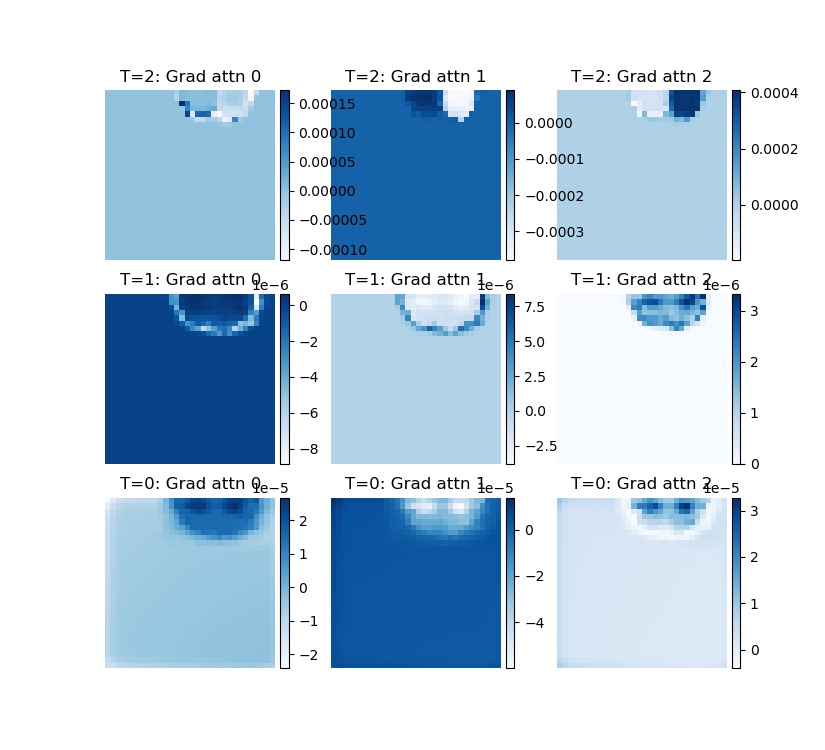 T=2: Grad attn 0
0.00015
0.00010
0.00005
0.00000
−0.00005
−0.00010
T=2: Grad attn 1
0.0000
−0.0001
−0.0002
−0.0003
T=2: Grad attn 2
0.0004
0.0002
0.0000
T=1: Grad attn 0
1e−6
0
−2
−4
−6
−8
T=1: Grad attn 1
1e−6
7.5
5.0
2.5
0.0
−2.5
T=1: Grad attn 2
1e−6
3
2
1
0
T=0: Grad attn 0
1e−5
2
1
0
−1
−2
T=0: Grad attn 1
1e−5
0
−2
−4
T=0: Grad attn 2
1e−5
3
2
1
0